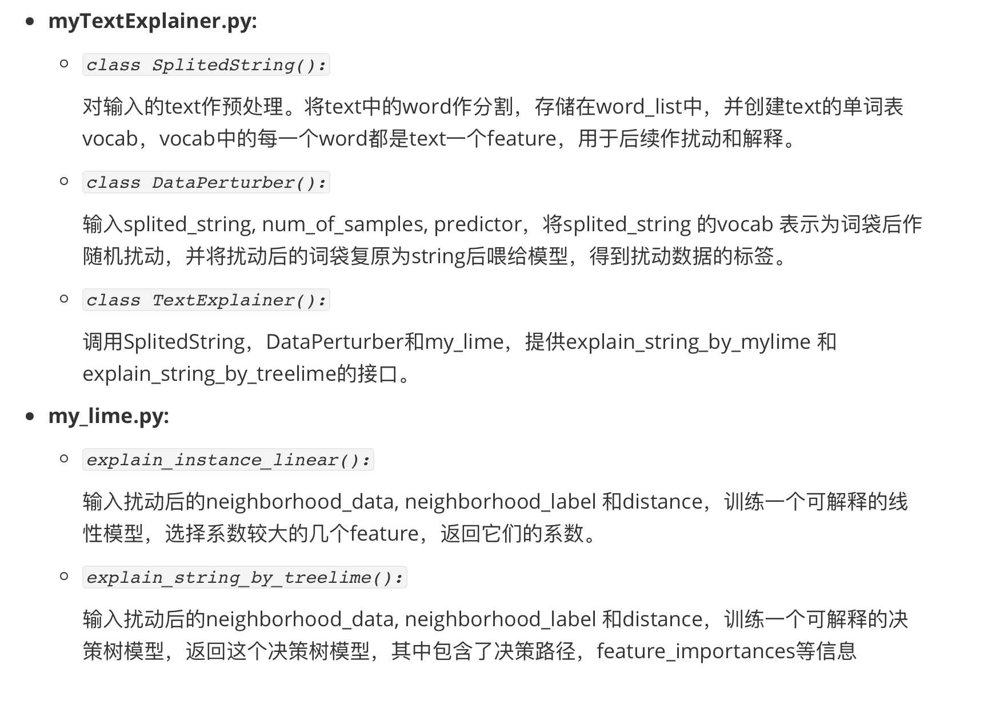 myTextExplainer.py:
class SplitedString():
对输入的text作预处理。将text中的word作分割，存储在word_list中，并创建text的单词表
vocab，vocab中的每一个word都是text一个feature，用于后续作扰动和解释。
class DataPerturber():
输入splited_string, num_of_samples, predictor，将splited_string 的vocab 表示为词袋后作
随机扰动，并将扰动后的词袋复原为string后喂给模型，得到扰动数据的标签。
class TextExplainer():
调用SplitedString，DataPerturber和my_lime，提供explain_string_by_mylime 和
explain_string_by_treelime的接口。
my_lime.py:
explain_instance_linear():
输入扰动后的neighborhood_data, neighborhood_label 和distance，训练一个可解释的线
性模型，选择系数较大的几个feature，返回它们的系数。
explain_string_by_treelime():
输入扰动后的neighborhood_data, neighborhood_label 和distance，训练一个可解释的决
策树模型，返回这个决策树模型，其中包含了决策路径，feature_importances等信息